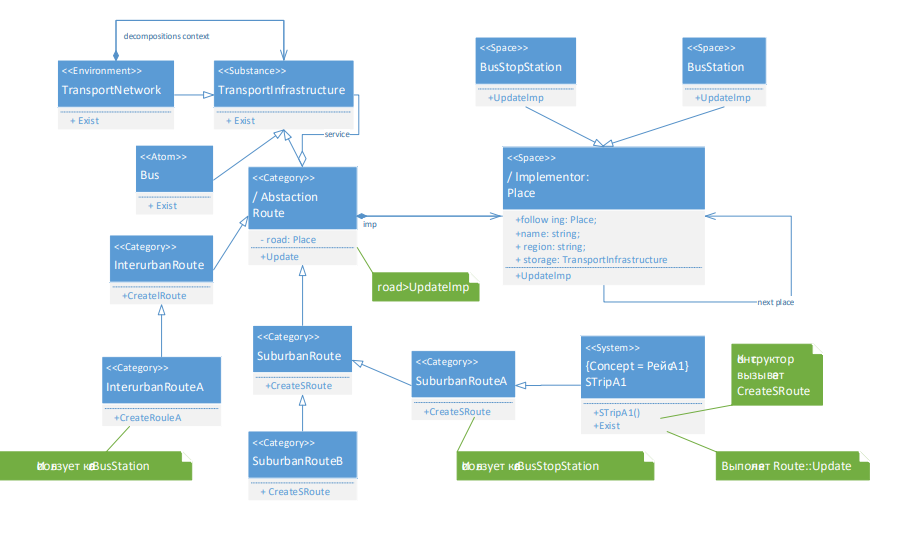 decompositions context
<<Environment>>
TransportNetwork
+ Exist
<<Substance>>
TransportInfrastructure
+ Exist
service
<<Space>>
BusStopStation
+UpdateImp
<<Space>>
BusStation
+UpdateImp
<<Atom>>
Bus
+ Exist
<<Category>>
/ Abstaction
Route
- road: Place
+Update
imp
<<Space>>
/ Implementor:
Place
+follow ing: Place;
+name: string;
+ region: string;
+ storage: TransportInfrastructure
+UpdateImp
next place
<<Category>>
InterurbanRoute
+CreateIRoute
road>UpdateImp
<<Category>>
InterurbanRouteA
+CreateRouleA
<<Category>>
SuburbanRoute
+CreateSRoute
<<Category>>
SuburbanRouteA
+CreateSRoute
<<System>>
{Concept = РейсA1}
STripA1
+STripA1()
+Exist
CreateSRoute
<<Category>>
SuburbanRouteB
+ CreateSRoute
BusStation
BusStopStation
Route::Update